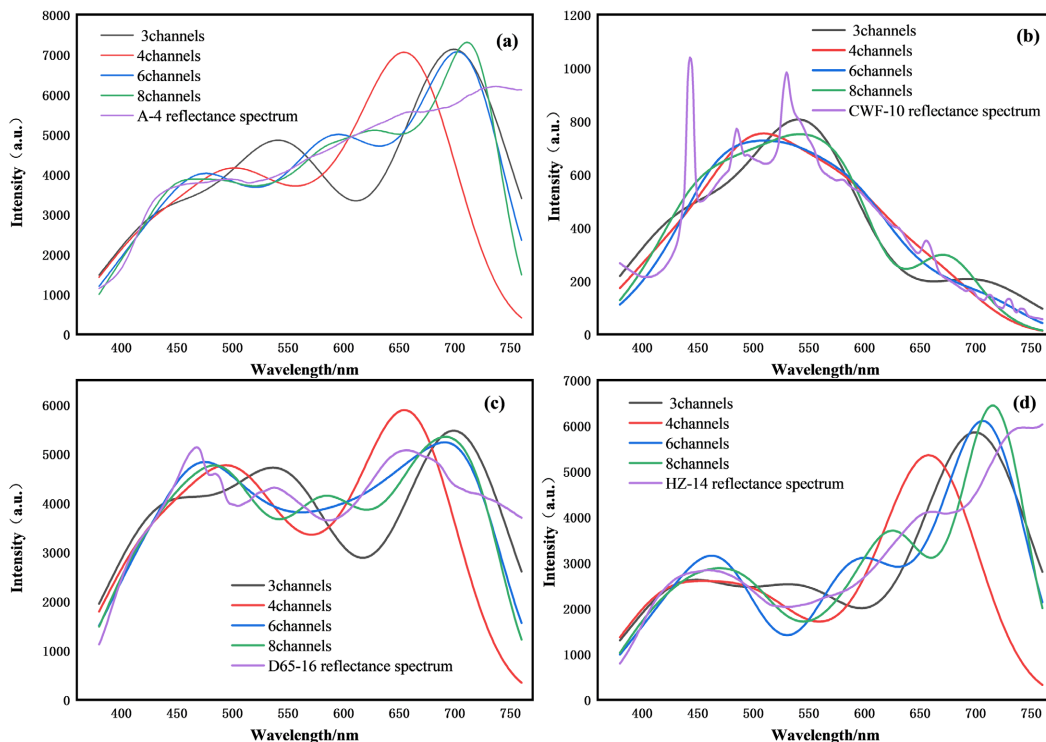 (a)
3channels
4channels
6channels
8channels
A-4 reflectance spectrum
8000
7000
6000
5000
4000
3000
2000
1000
0
Intensity（a.u.）
400 450 500 550 600 650 700 750
Wavelength/nm
(b)
3channels
4channels
6channels
8channels
CWF-10 reflectance spectrum
1200
1000
800
600
400
200
0
Intensity（a.u.）
400 450 500 550 600 650 700 750
Wavelength/nm
(c)
6000
5000
4000
3000
2000
1000
0
Intensity（a.u.）
3channels
4channels
6channels
8channels
D65-16 reflectance spectrum
400 450 500 550 600 650 700 750
Wavelength/nm
(d)
3channels
4channels
6channels
8channels
HZ-14 reflectance spectrum
7000
6000
5000
4000
3000
2000
1000
0
Intensity（a.u.）
400 450 500 550 600 650 700 750
Wavelength/nm